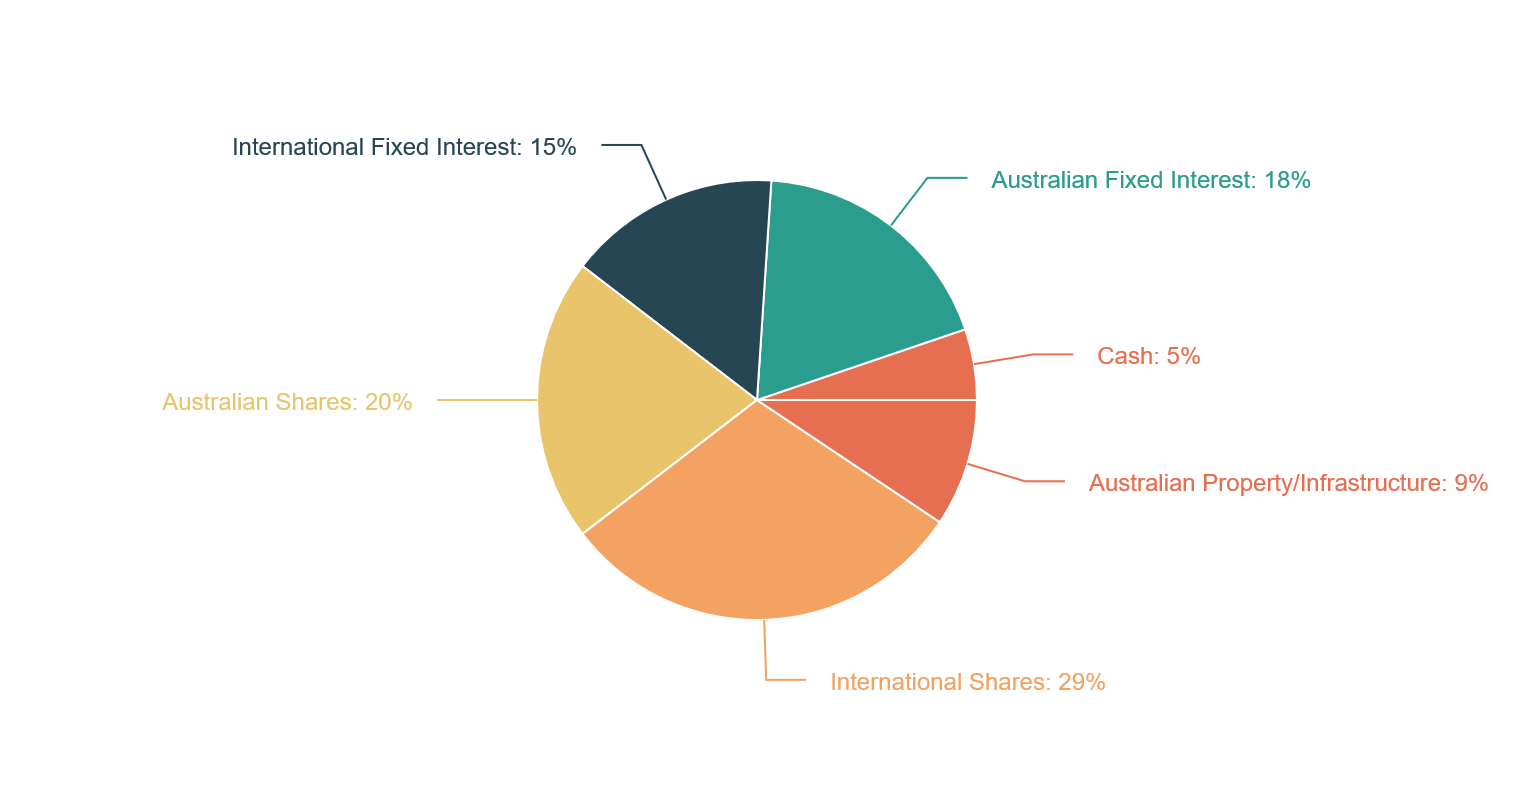 International Fixed Interest: 15%
Australian Fixed Interest: 18%
Cash: 5%
Australian Shares: 20%
Australian Property/Infrastructure: 9%
International Shares: 29%